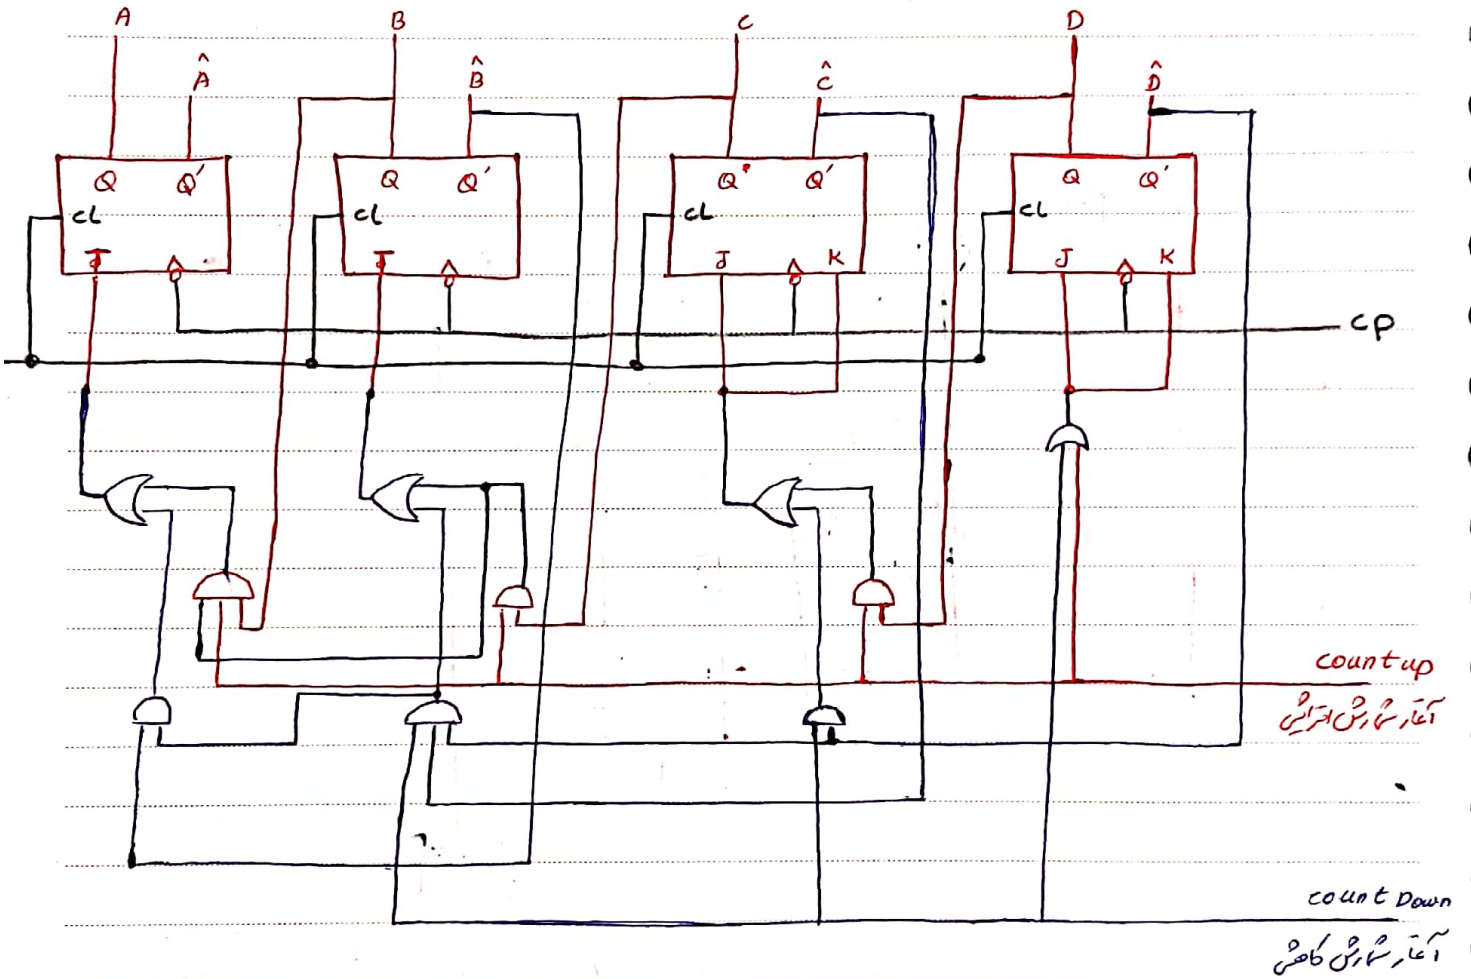 A B C D
Â B̂ Ĉ D̂
Q Q' Q Q' Q Q' Q Q'
cl cl cl cl
J J J K J K
cp
count up
آغاز شمارش افزایشی
count Down
آغاز شمارش کاهشی